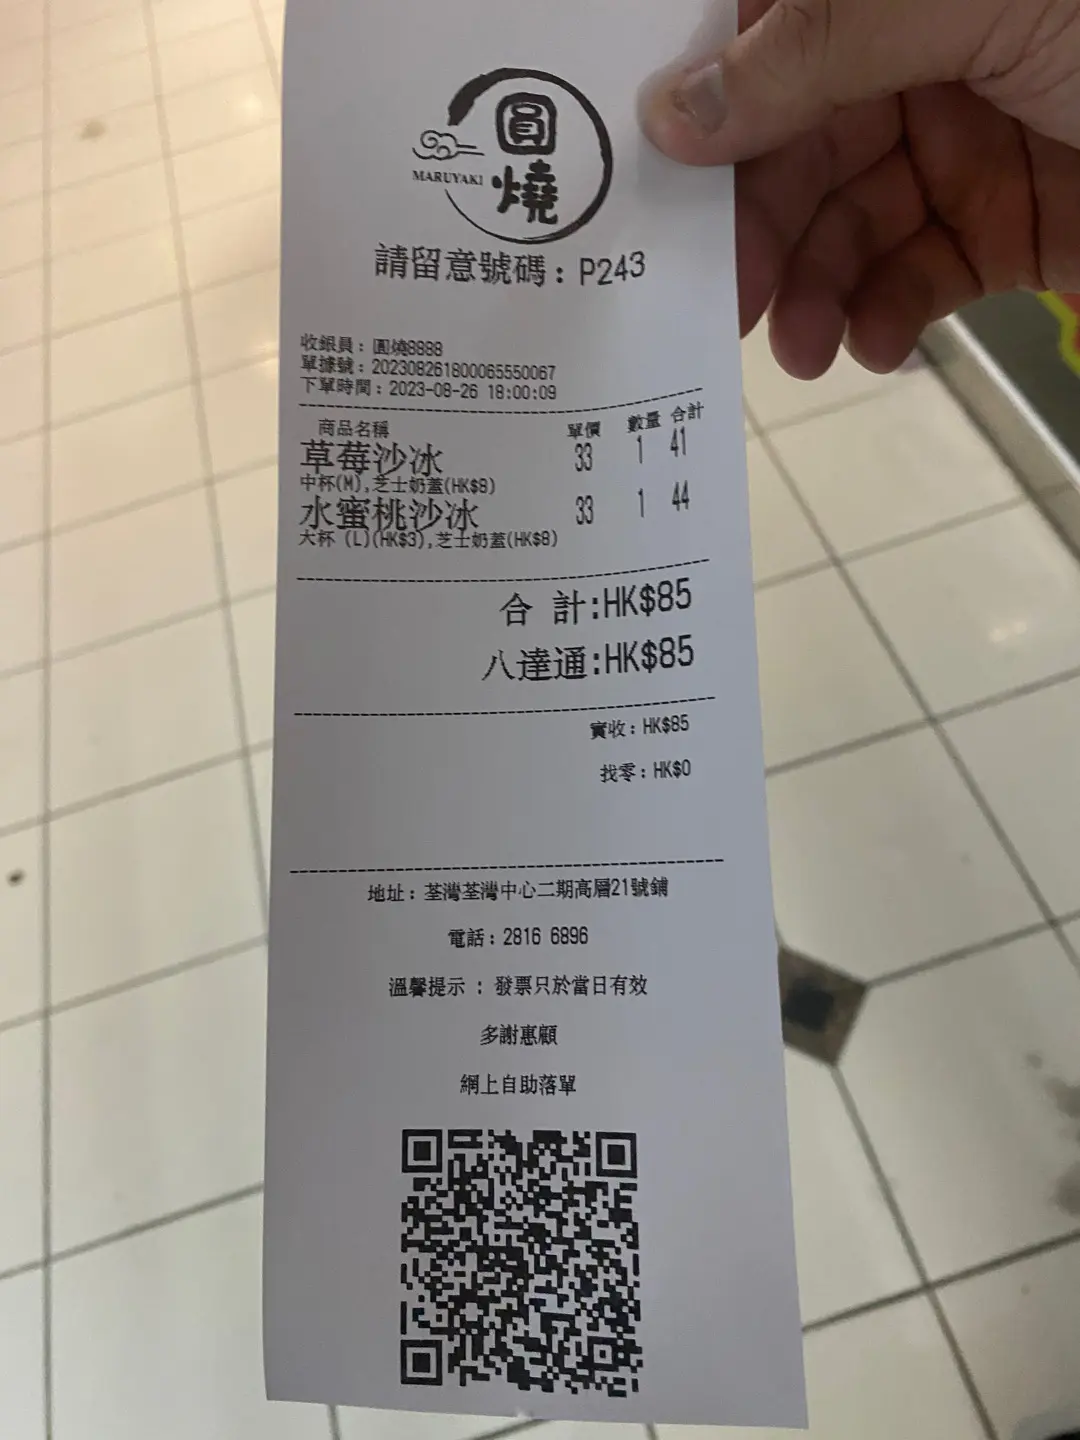 圓燒
MARUYAKI
請留意號碼：P243
收銀員：圓燒8888
單據號：202308261800065550067
下單時間：2023-08-26 18:00:09
商品名稱 單價 數量 合計
草莓沙冰 33 1 41
中杯(M),芝士奶蓋(HK$8)
水蜜桃沙冰 33 1 44
大杯 (L)(HK$3),芝士奶蓋(HK$8)
合 計:HK$85
八達通:HK$85
實收：HK$85
找零：HK$0
地址：荃灣荃灣中心二期高層21號鋪
電話：2816 6896
溫馨提示 ：發票只於當日有效
多謝惠顧
網上自助落單